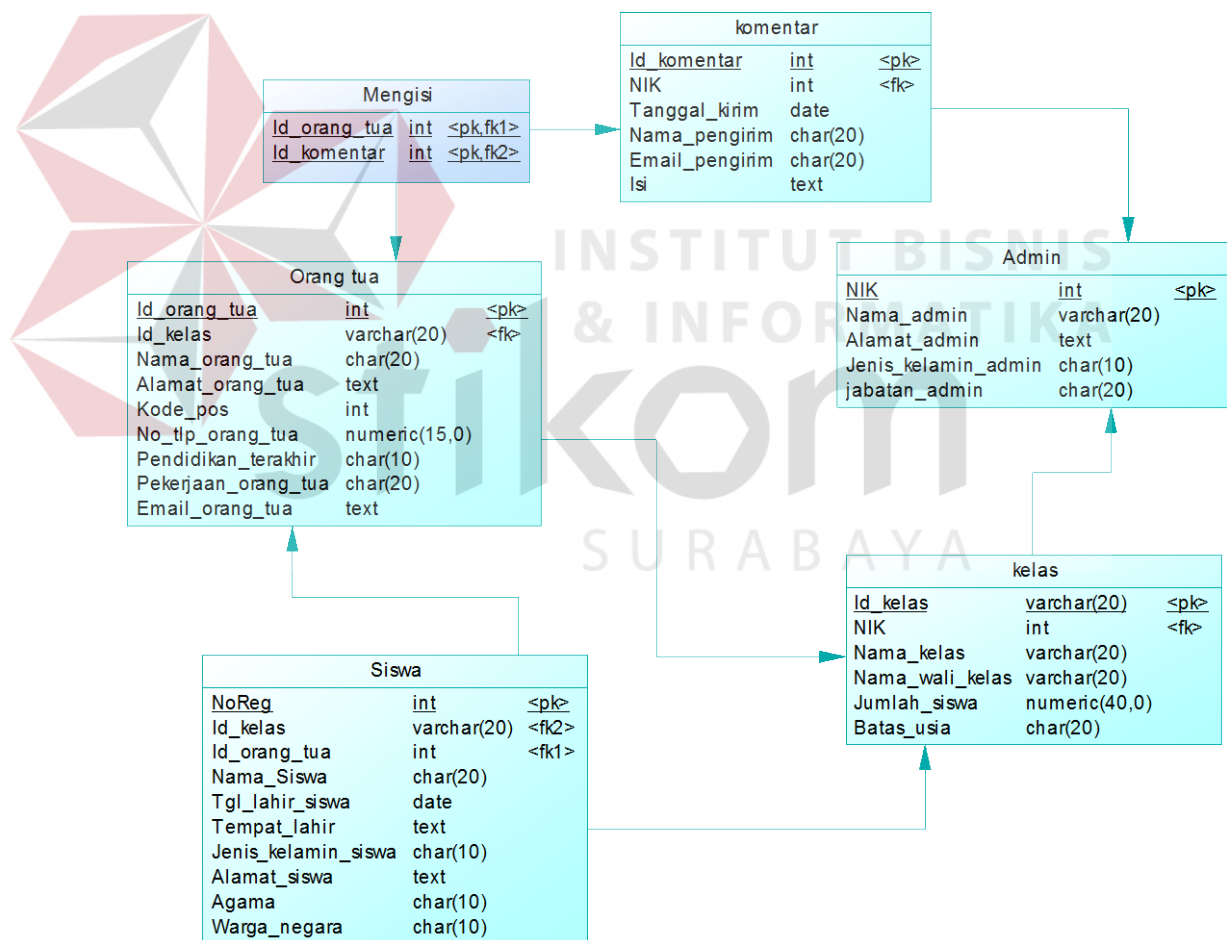 komentar
Id_komentar int <pk>
NIK int <fk>
Tanggal_kirim date
Nama_pengirim char(20)
Email_pengirim char(20)
Isi text
Mengisi
Id_orang_tua int <pk,fk1>
Id_komentar int <pk,fk2>
INSTITUT BISNIS
& INFORMATIKA
stikom
SURABAYA
Admin
NIK int <pk>
Nama_admin varchar(20)
Alamat_admin text
Jenis_kelamin_admin char(10)
jabatan_admin char(20)
Orang tua
Id_orang_tua int <pk>
Id_kelas varchar(20) <fk>
Nama_orang_tua char(20)
Alamat_orang_tua text
Kode_pos int
No_tlp_orang_tua numeric(15,0)
Pendidikan_terakhir char(10)
Pekerjaan_orang_tua char(20)
Email_orang_tua text
kelas
Id_kelas varchar(20) <pk>
NIK int <fk>
Nama_kelas varchar(20)
Nama_wali_kelas varchar(20)
Jumlah_siswa numeric(40,0)
Batas_usia char(20)
Siswa
NoReg int <pk>
Id_kelas varchar(20) <fk2>
Id_orang_tua int <fk1>
Nama_Siswa char(20)
Tgl_lahir_siswa date
Tempat_lahir text
Jenis_kelamin_siswa char(10)
Alamat_siswa text
Agama char(10)
Warga_negara char(10)